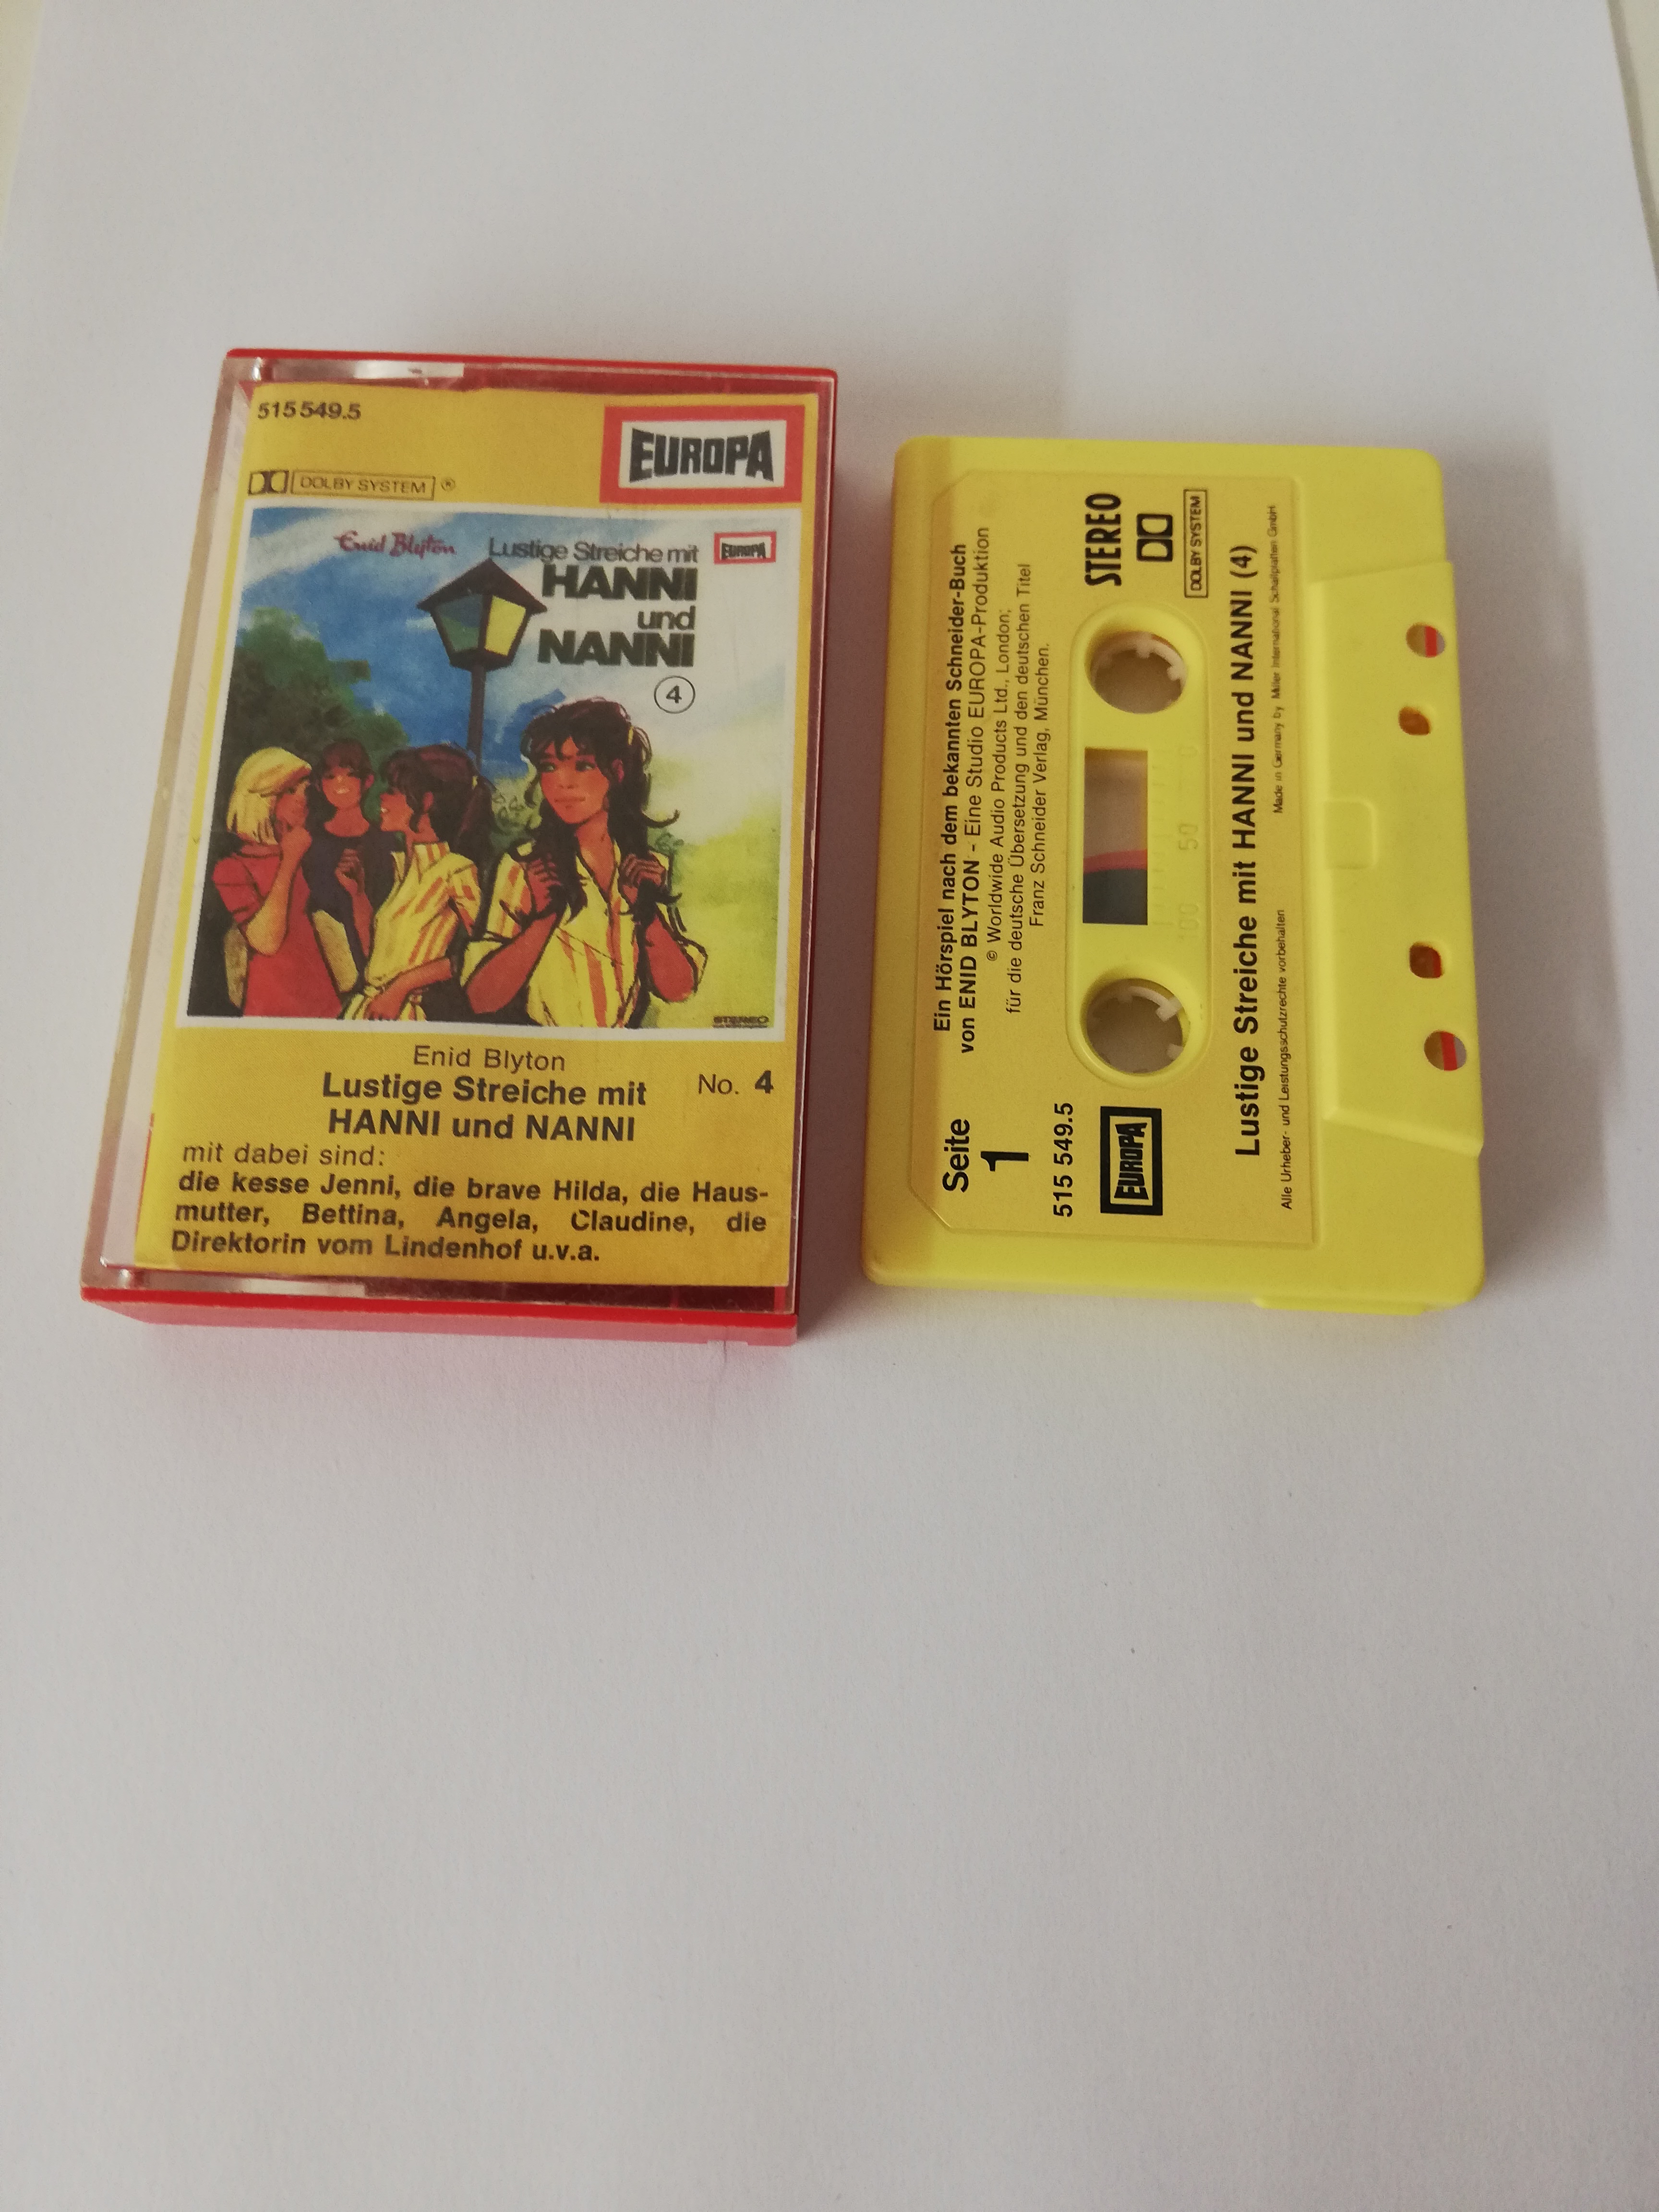 515 549.5
EUROPA
DOLBY SYSTEM ®
Enid Blyton
Lustige Streiche mit
EUROPA
HANNI
und
NANNI
4
STEREO
Enid Blyton
Lustige Streiche mit
No. 4
HANNI und NANNI
mit dabei sind:
die kesse Jenni, die brave Hilda, die Haus-
mutter, Bettina, Angela, Claudine, die
Direktorin vom Lindenhof u.v.a.
Ein Hörspiel nach dem bekannten Schneider-Buch
von ENID BLYTON - Eine Studio EUROPA-Produktion
© Worldwide Audio Products Ltd., London;
für die deutsche Übersetzung und den deutschen Titel
Franz Schneider Verlag, München.
Seite
1
515 549.5
EUROPA
STEREO
DOLBY SYSTEM
100 50 0
Lustige Streiche mit HANNI und NANNI (4)
Alle Urheber- und Leistungsschutzrechte vorbehalten
Made in Germany by Miller International Schallplatten GmbH